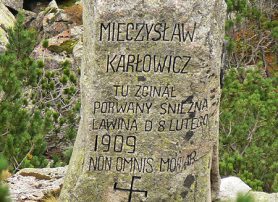 MIECZYSŁAW
KARŁOWICZ
TU ZGINĄŁ
PORWANY ŚNIEŻNĄ
LAWINĄ D 8 LUTEGO
1909
NON OMNIS MORIAR